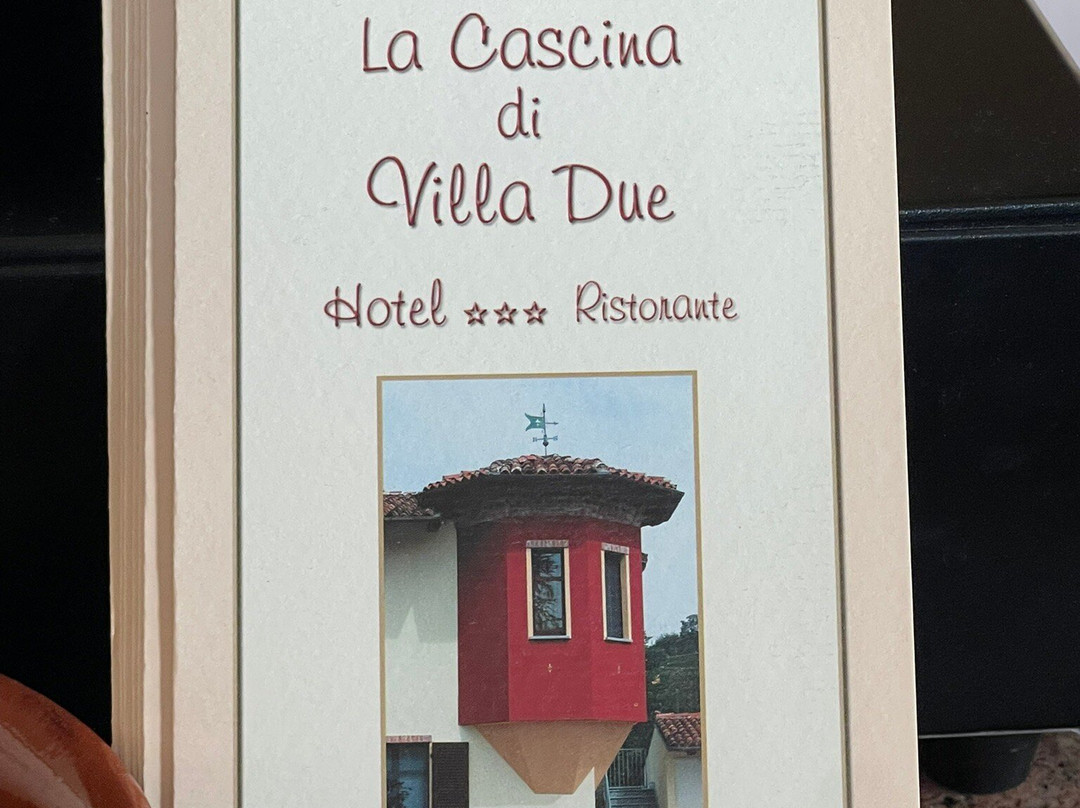 La Cascina
di
Villa Due
Hotel ☆☆☆ Ristorante